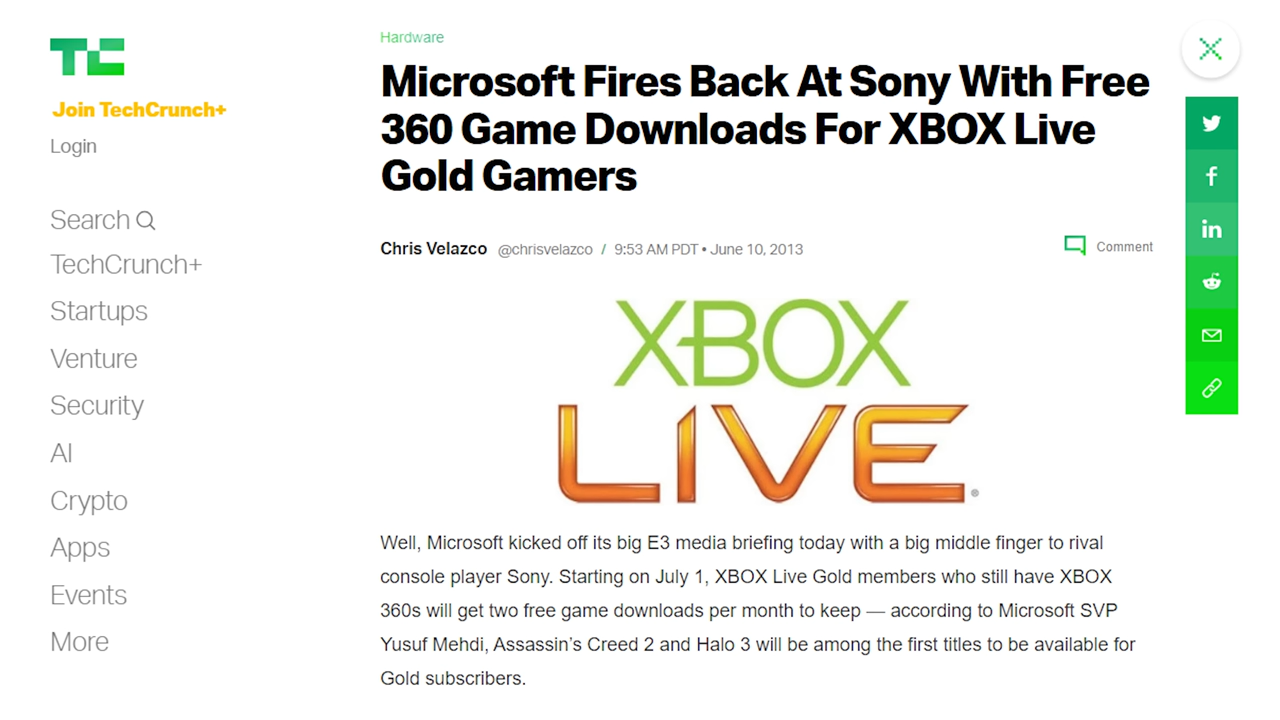 TC
Join TechCrunch+
Login
Search
TechCrunch+
Startups
Venture
Security
AI
Crypto
Apps
Events
More
Hardware
Microsoft Fires Back At Sony With Free
360 Game Downloads For XBOX Live
Gold Gamers
Chris Velazco @chrisvelazco / 9:53 AM PDT • June 10, 2013
Comment
XBOX
LIVE®
Well, Microsoft kicked off its big E3 media briefing today with a big middle finger to rival
console player Sony. Starting on July 1, XBOX Live Gold members who still have XBOX
360s will get two free game downloads per month to keep — according to Microsoft SVP
Yusuf Mehdi, Assassin’s Creed 2 and Halo 3 will be among the first titles to be available for
Gold subscribers.